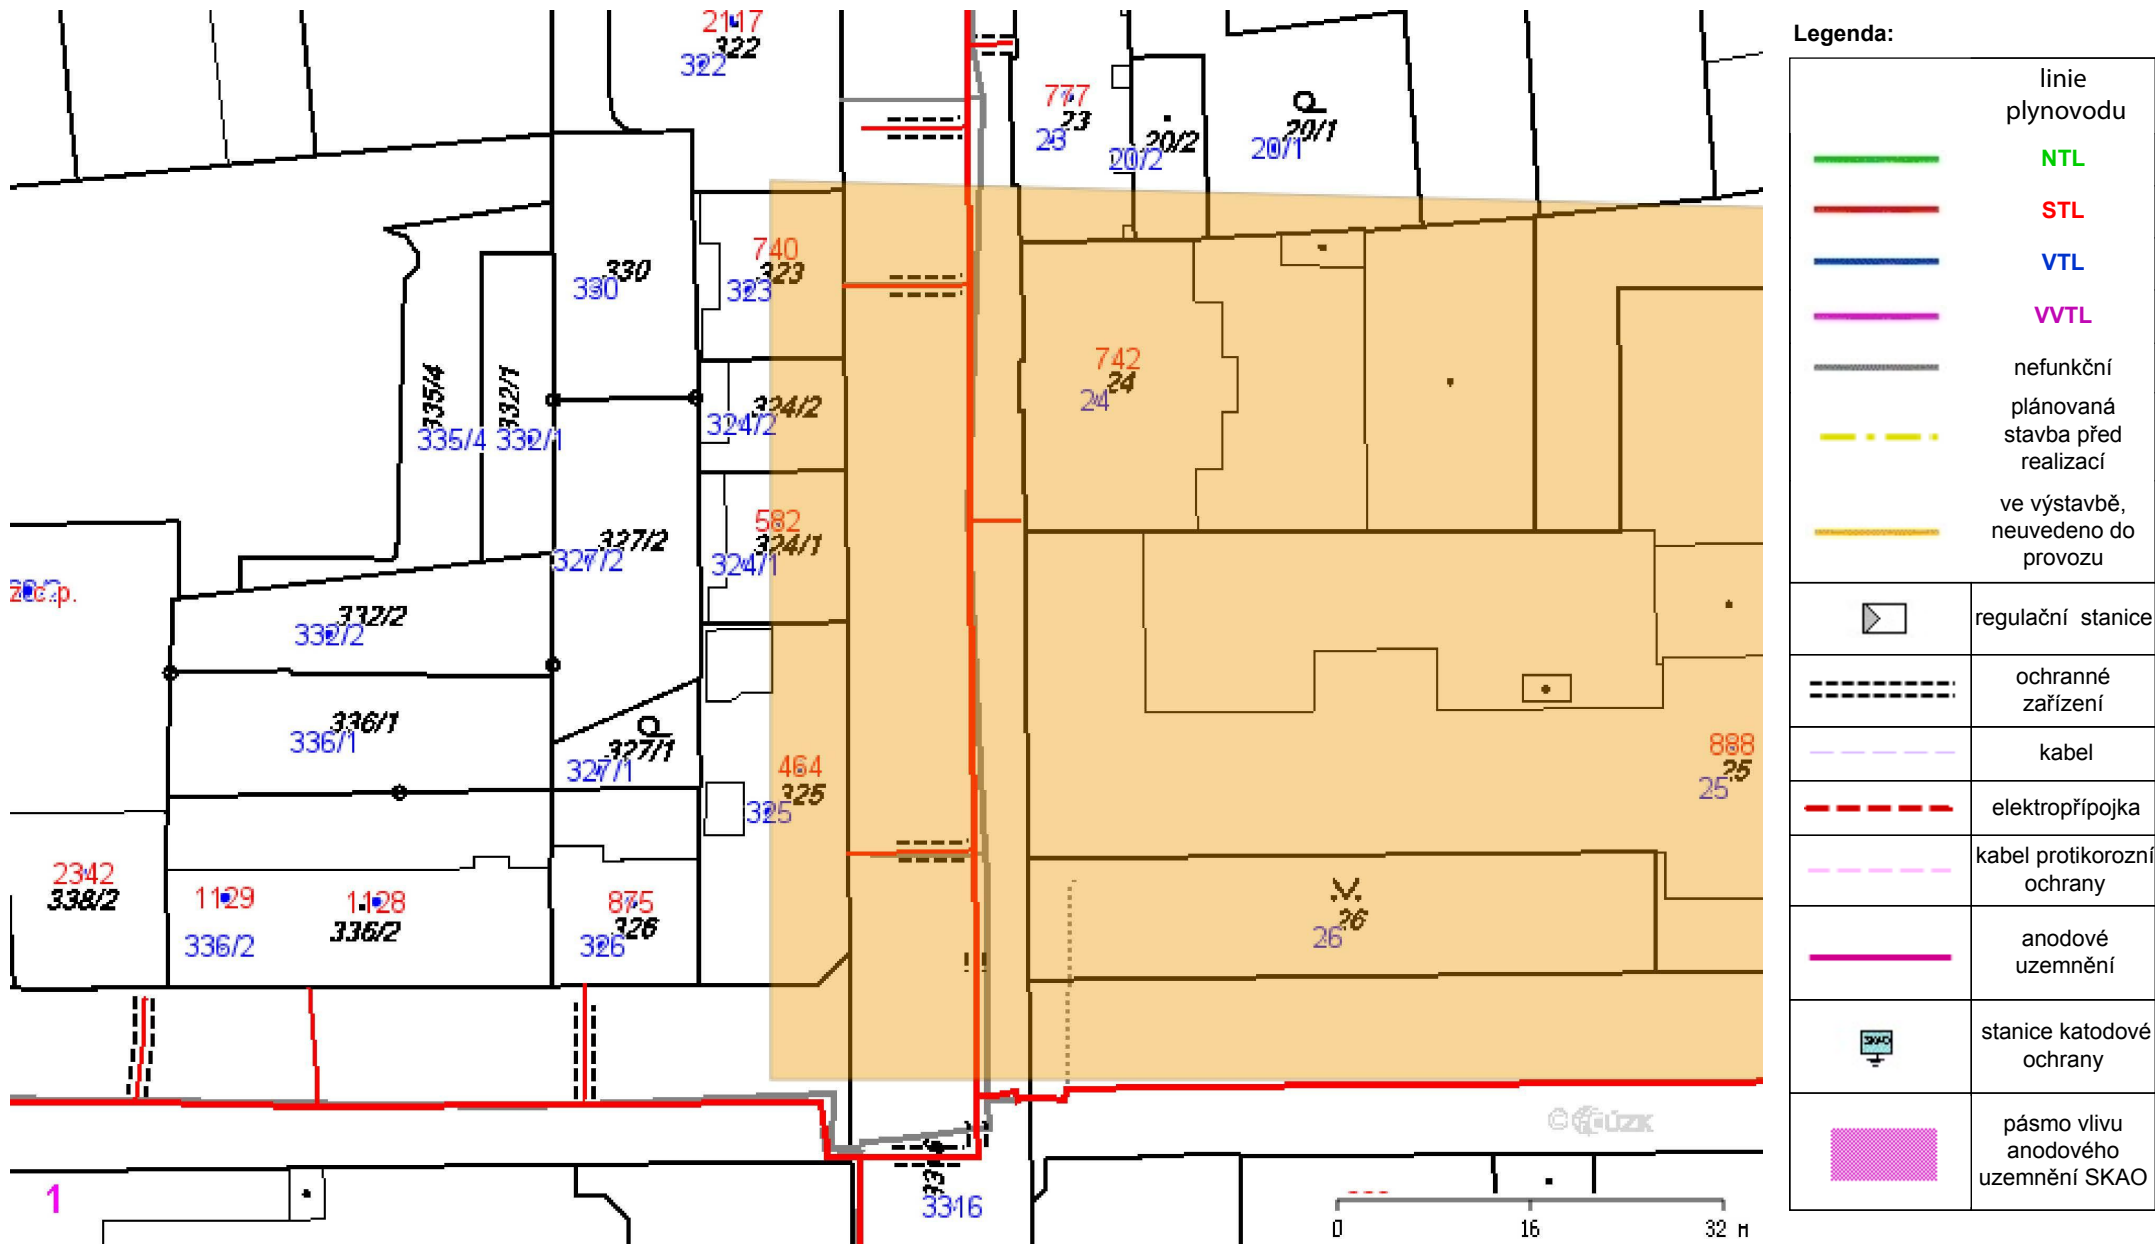 2117
322
322
777
23
23
20/2
20/2
20/1
20/1
330
330
740
323
323
335/4
335/4
332/1
332/1
324/2
324/2
742
24
24
327/2
327/2
582
324/1
324/1
z.č.p.
332/2
332/2
336/1
336/1
327/1
327/1
464
325
325
888
25
25
2342
338/2
1129
1128
336/2
336/2
875
326
326
26
26
1
3316
©ČÚZK
0 16 32 M
Legenda:
linie
plynovodu
NTL
STL
VTL
VVTL
nefunkční
plánovaná
stavba před
realizací
ve výstavbě,
neuvedeno do
provozu
regulační stanice
ochranné
zařízení
kabel
elektropřípojka
kabel protikorozní
ochrany
anodové
uzemnění
SKAO
stanice katodové
ochrany
pásmo vlivu
anodového
uzemnění SKAO